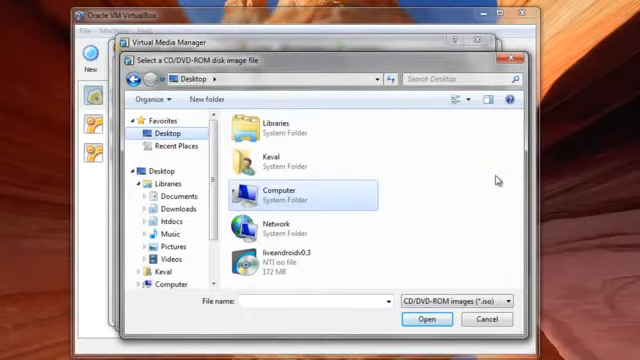 Oracle VM VirtualBox
File Machine Help
New
Virtual Media Manager
Select a CD/DVD-ROM disk image file
Desktop
Search Desktop
Organize
New folder
Favorites
Desktop
Recent Places
Desktop
Libraries
Documents
Downloads
htdocs
Music
Pictures
Videos
Keval
Computer
Libraries
System Folder
Keval
System Folder
Computer
System Folder
Network
System Folder
liveandroidv0.3
NTI iso file
172 MB
File name:
CD/DVD-ROM images (*.iso)
Open
Cancel